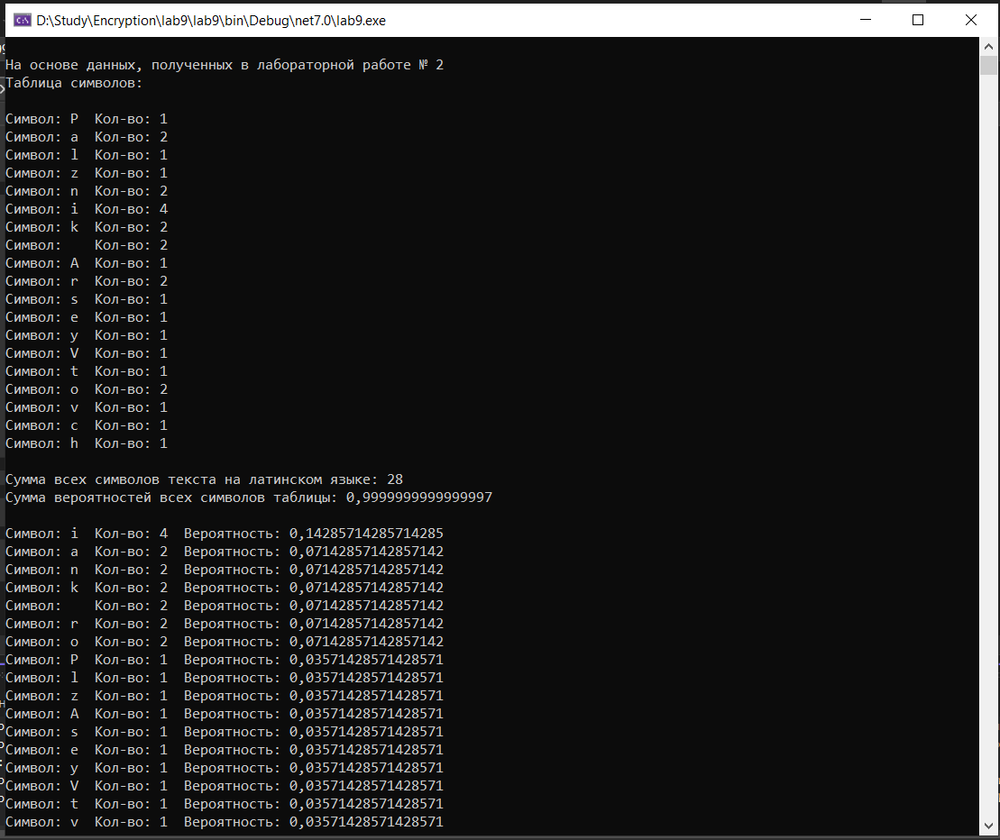 D:\Study\Encryption\lab9\lab9\bin\Debug\net7.0\lab9.exe
На основе данных, полученных в лабораторной работе № 2
Таблица символов:
Символ: P  Кол-во: 1
Символ: a  Кол-во: 2
Символ: l  Кол-во: 1
Символ: z  Кол-во: 1
Символ: n  Кол-во: 2
Символ: i  Кол-во: 4
Символ: k  Кол-во: 2
Символ:    Кол-во: 2
Символ: A  Кол-во: 1
Символ: r  Кол-во: 2
Символ: s  Кол-во: 1
Символ: e  Кол-во: 1
Символ: y  Кол-во: 1
Символ: V  Кол-во: 1
Символ: t  Кол-во: 1
Символ: o  Кол-во: 2
Символ: v  Кол-во: 1
Символ: c  Кол-во: 1
Символ: h  Кол-во: 1
Сумма всех символов текста на латинском языке: 28
Сумма вероятностей всех символов таблицы: 0,9999999999999997
Символ: i  Кол-во: 4  Вероятность: 0,14285714285714285
Символ: a  Кол-во: 2  Вероятность: 0,07142857142857142
Символ: n  Кол-во: 2  Вероятность: 0,07142857142857142
Символ: k  Кол-во: 2  Вероятность: 0,07142857142857142
Символ:    Кол-во: 2  Вероятность: 0,07142857142857142
Символ: r  Кол-во: 2  Вероятность: 0,07142857142857142
Символ: o  Кол-во: 2  Вероятность: 0,07142857142857142
Символ: P  Кол-во: 1  Вероятность: 0,03571428571428571
Символ: l  Кол-во: 1  Вероятность: 0,03571428571428571
Символ: z  Кол-во: 1  Вероятность: 0,03571428571428571
Символ: A  Кол-во: 1  Вероятность: 0,03571428571428571
Символ: s  Кол-во: 1  Вероятность: 0,03571428571428571
Символ: e  Кол-во: 1  Вероятность: 0,03571428571428571
Символ: y  Кол-во: 1  Вероятность: 0,03571428571428571
Символ: V  Кол-во: 1  Вероятность: 0,03571428571428571
Символ: t  Кол-во: 1  Вероятность: 0,03571428571428571
Символ: v  Кол-во: 1  Вероятность: 0,03571428571428571